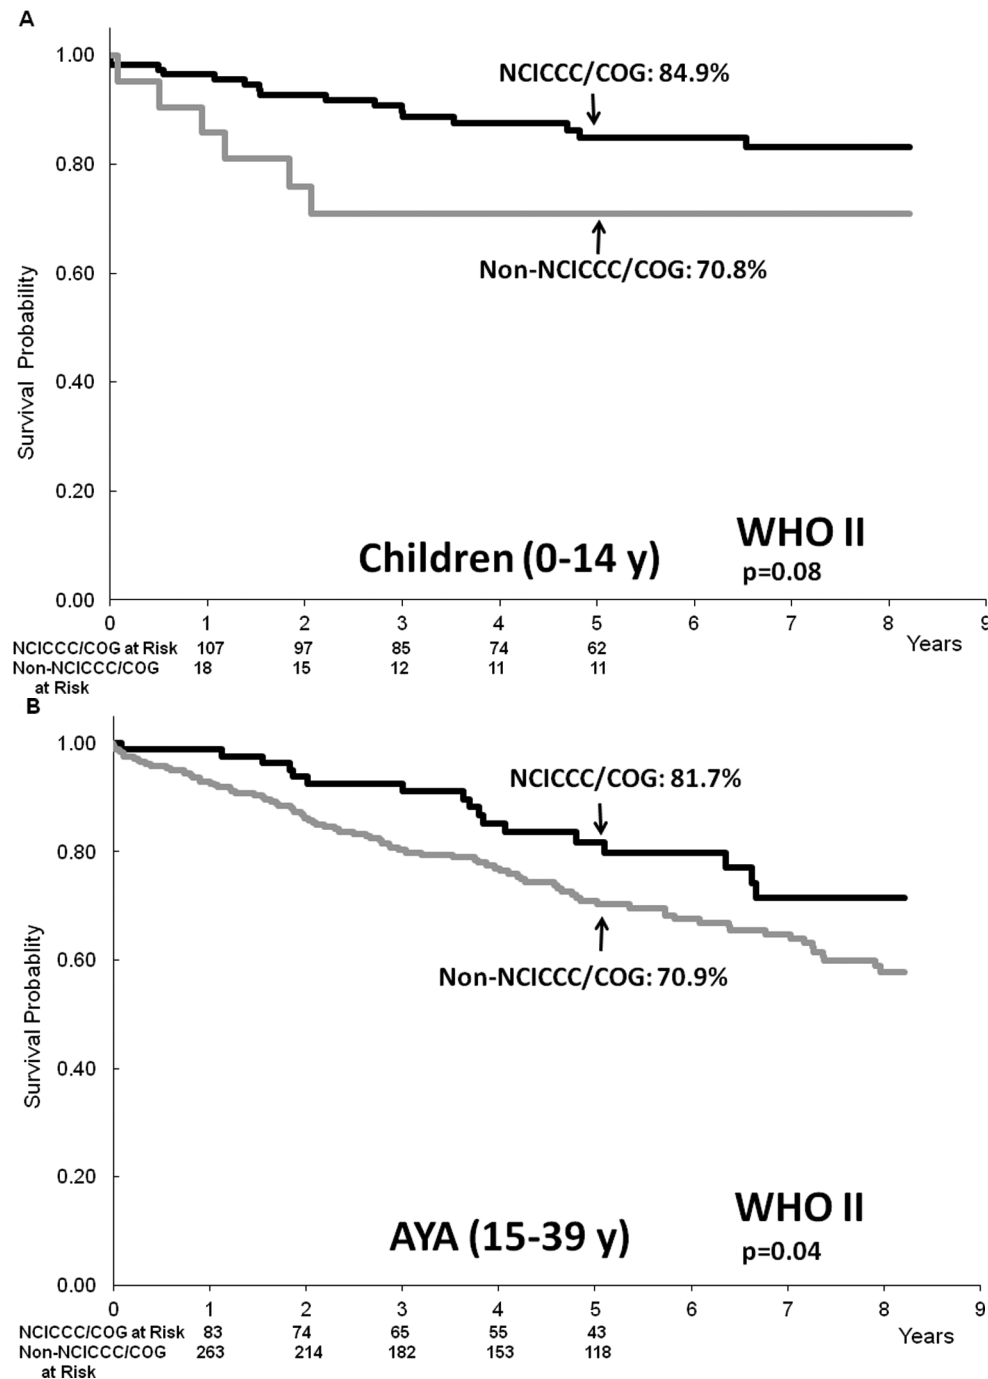 A
1.00
NCICCC/COG: 84.9%
0.80
Non-NCICCC/COG: 70.8%
0.60
Survival Probability
0.40
0.20
WHO II
Children (0-14 y)
p=0.08
0.00
0 1 2 3 4 5 6 7 8 9
Years
NCICCC/COG at Risk 107 97 85 74 62
Non-NCICCC/COG 18 15 12 11 11
at Risk
B
1.00
NCICCC/COG: 81.7%
0.80
0.60
Non-NCICCC/COG: 70.9%
Survival Probablity
0.40
0.20
WHO II
AYA (15-39 y)
p=0.04
0.00
0 1 2 3 4 5 6 7 8 9
Years
NCICCC/COG at Risk 83 74 65 55 43
Non-NCICCC/COG 263 214 182 153 118
at Risk